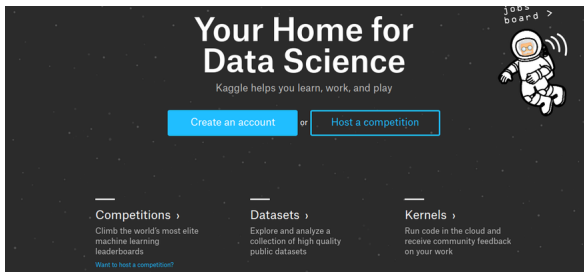 jobs
board >
Your Home for
Data Science
Kaggle helps you learn, work, and play
Create an account or Host a competition
Competitions ›
Climb the world's most elite
machine learning
leaderboards
Want to host a competition?
Datasets ›
Explore and analyze a
collection of high quality
public datasets
Kernels ›
Run code in the cloud and
receive community feedback
on your work